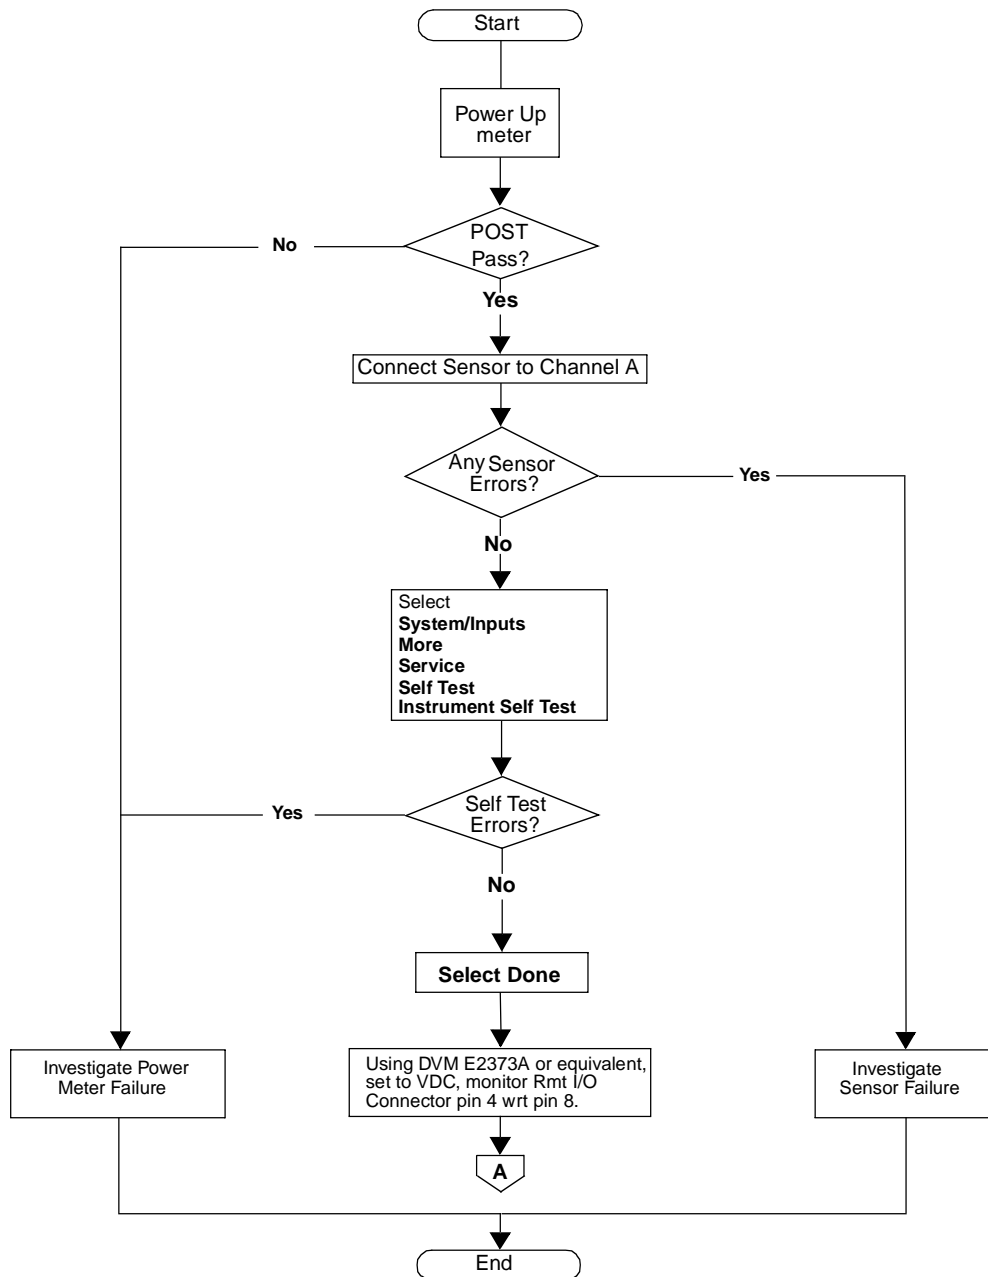 Start
Power Up
meter
POST
Pass?
No
Yes
Connect Sensor to Channel A
Any Sensor
Errors?
Yes
No
Select
System/Inputs
More
Service
Self Test
Instrument Self Test
Self Test
Errors?
Yes
No
Select Done
Investigate Power
Meter Failure
Using DVM E2373A or equivalent,
set to VDC, monitor Rmt I/O
Connector pin 4 wrt pin 8.
Investigate
Sensor Failure
A
End